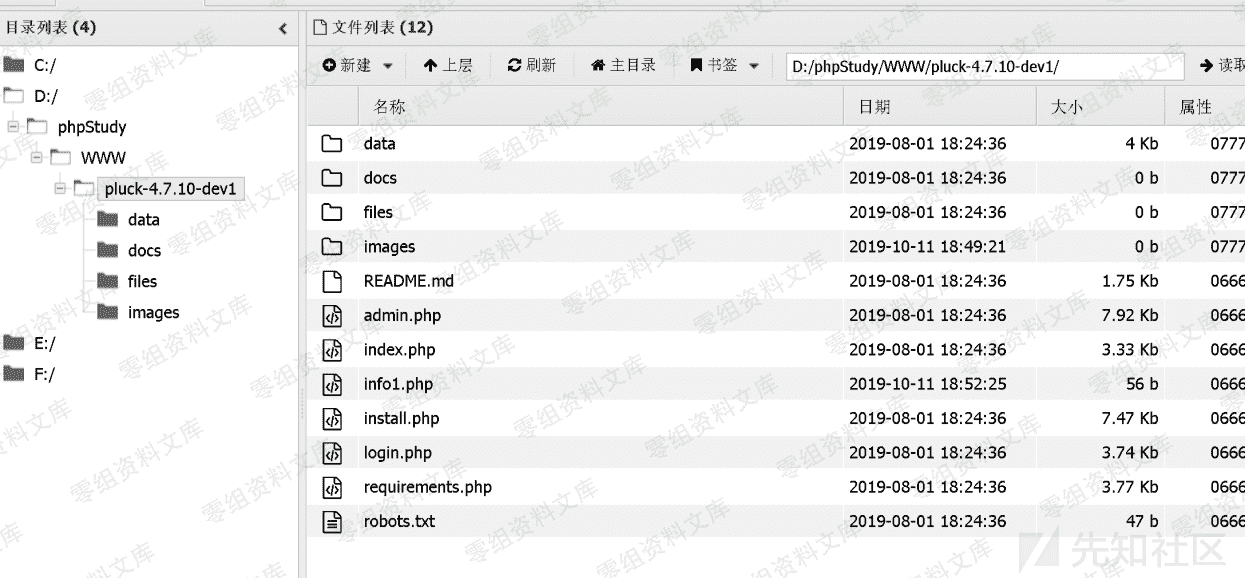 目录列表 (4)
C:/
D:/
phpStudy
WWW
pluck-4.7.10-dev1
data
docs
files
images
E:/
F:/
文件列表 (12)
新建 上层 刷新 主目录 书签 D:/phpStudy/WWW/pluck-4.7.10-dev1/ 读取
名称 日期 大小 属性
data 2019-08-01 18:24:36 4 Kb 0777
docs 2019-08-01 18:24:36 0 b 0777
files 2019-08-01 18:24:36 0 b 0777
images 2019-10-11 18:49:21 0 b 0777
README.md 2019-08-01 18:24:36 1.75 Kb 0666
admin.php 2019-08-01 18:24:36 7.92 Kb 0666
index.php 2019-08-01 18:24:36 3.33 Kb 0666
info1.php 2019-10-11 18:52:25 56 b 0666
install.php 2019-08-01 18:24:36 7.47 Kb 0666
login.php 2019-08-01 18:24:36 3.74 Kb 0666
requirements.php 2019-08-01 18:24:36 3.77 Kb 0666
robots.txt 2019-08-01 18:24:36 47 b 0666
零组资料文库
先知社区